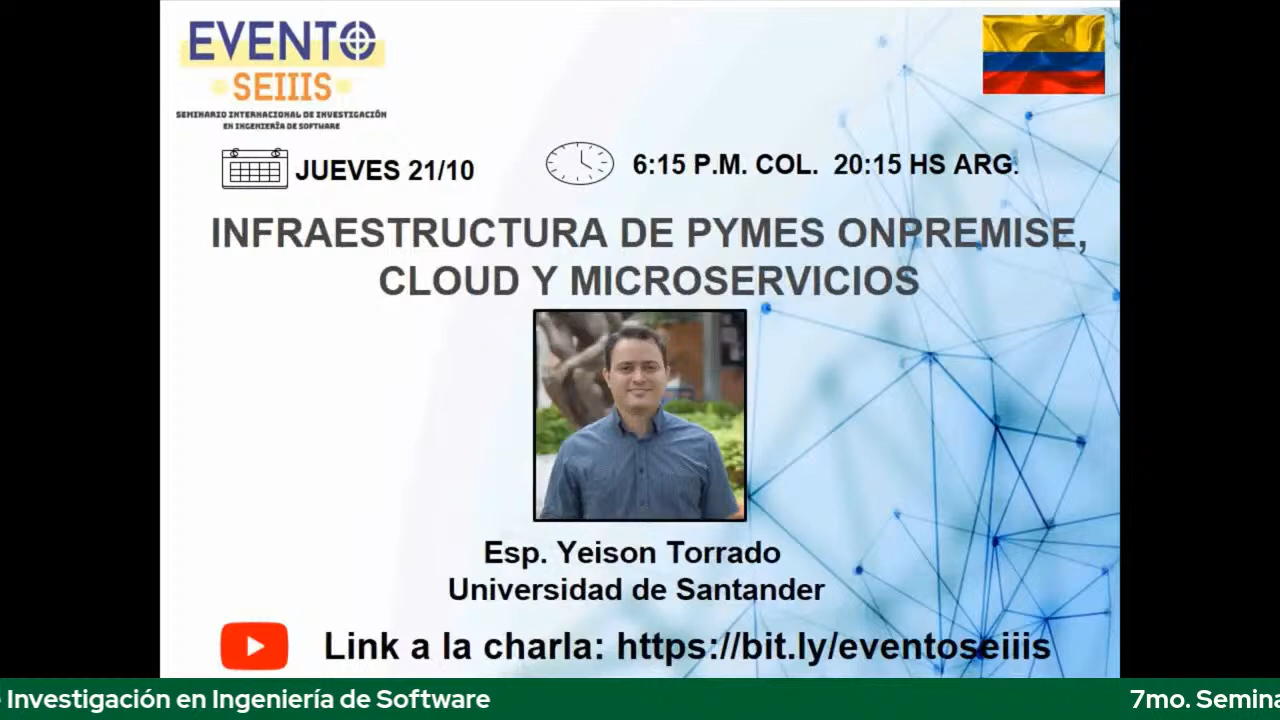 EVENTO
SEIIIS
SEMINARIO INTERNACIONAL DE INVESTIGACIÓN
EN INGENIERÍA DE SOFTWARE
JUEVES 21/10
6:15 P.M. COL. 20:15 HS ARG.
INFRAESTRUCTURA DE PYMES ONPREMISE,
CLOUD Y MICROSERVICIOS
Esp. Yeison Torrado
Universidad de Santander
Link a la charla: https://bit.ly/eventoseiiis
Investigación en Ingeniería de Software
7mo. Semina